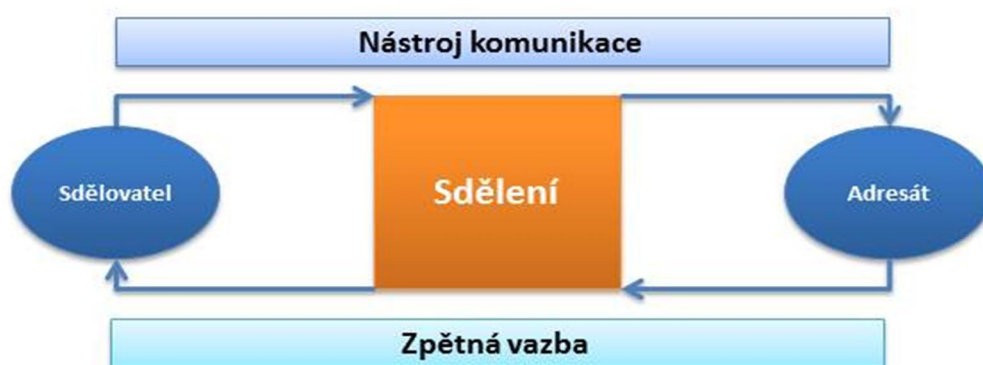 Nástroj komunikace
Sdělovatel
Sdělení
Adresát
Zpětná vazba